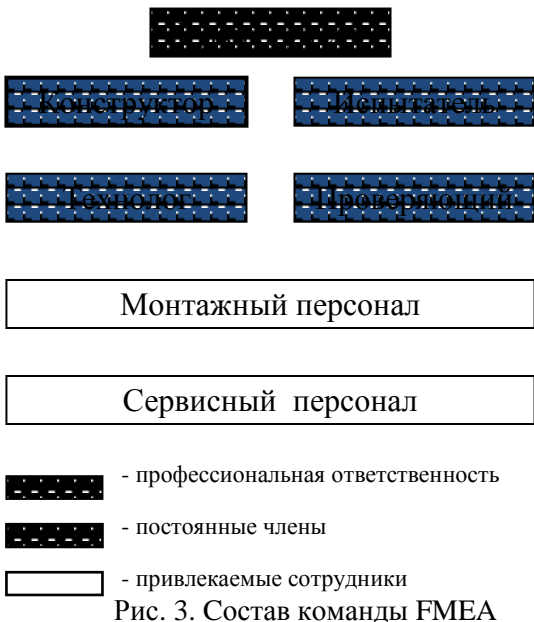 Конструктор Испытатель
Технолог Проверяющий
Монтажный персонал
Сервисный персонал
- профессиональная ответственность
- постоянные члены
- привлекаемые сотрудники
Рис. 3. Состав команды FMEA